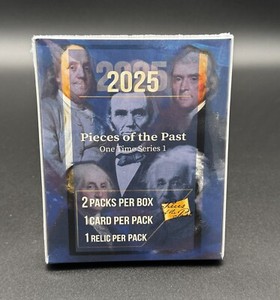 2025
2025
Pieces of the Past
One Time Series 1
2 PACKS PER BOX
1 CARD PER PACK
1 RELIC PER PACK